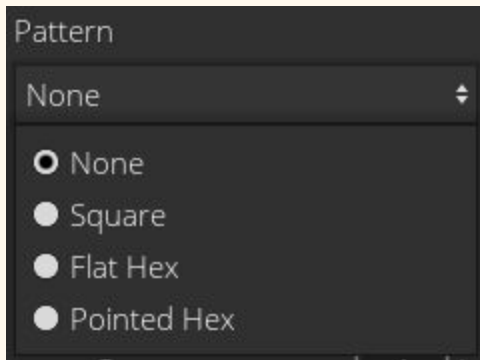 Pattern
None
None
Square
Flat Hex
Pointed Hex